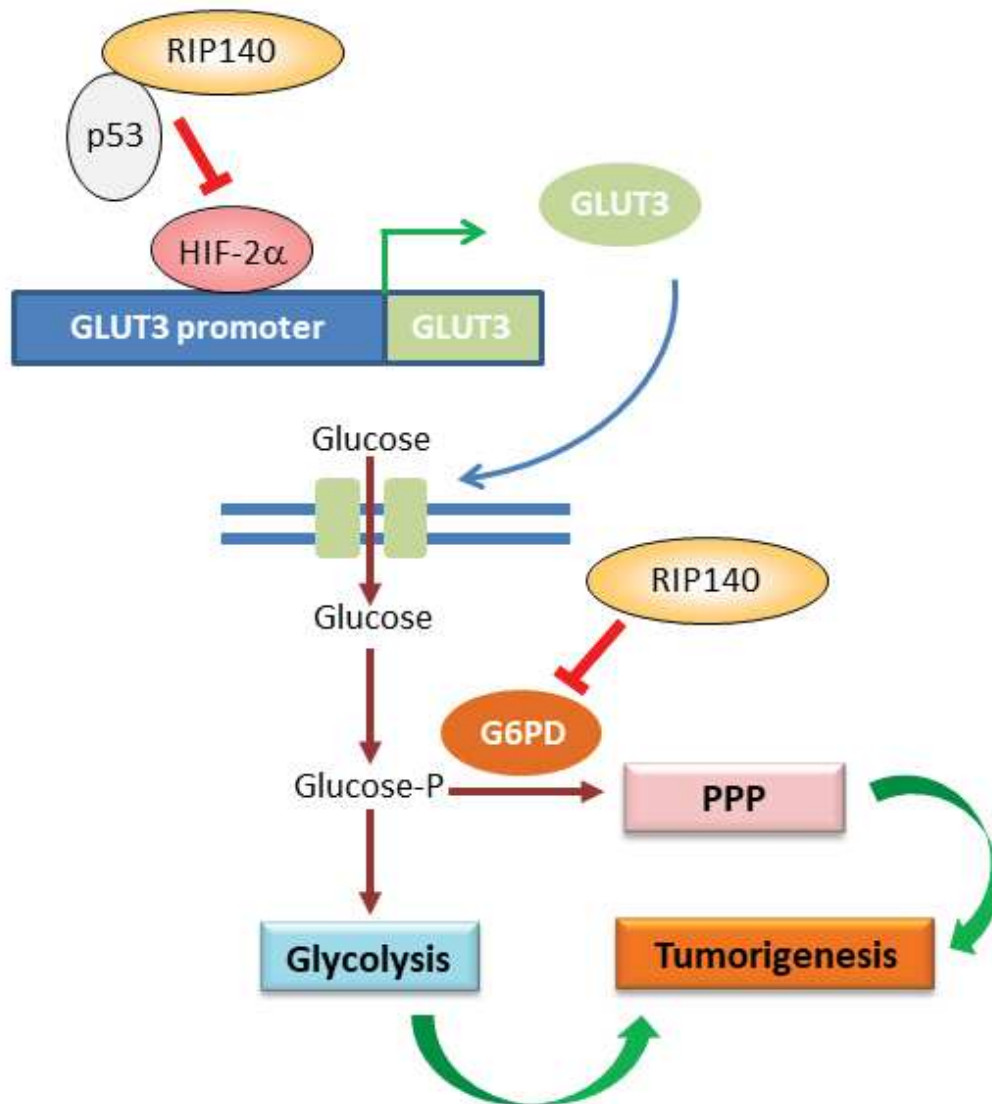 RIP140
p53
HIF-2α
GLUT3
GLUT3 promoter
GLUT3
Glucose
Glucose
RIP140
G6PD
Glucose-P
PPP
Glycolysis
Tumorigenesis